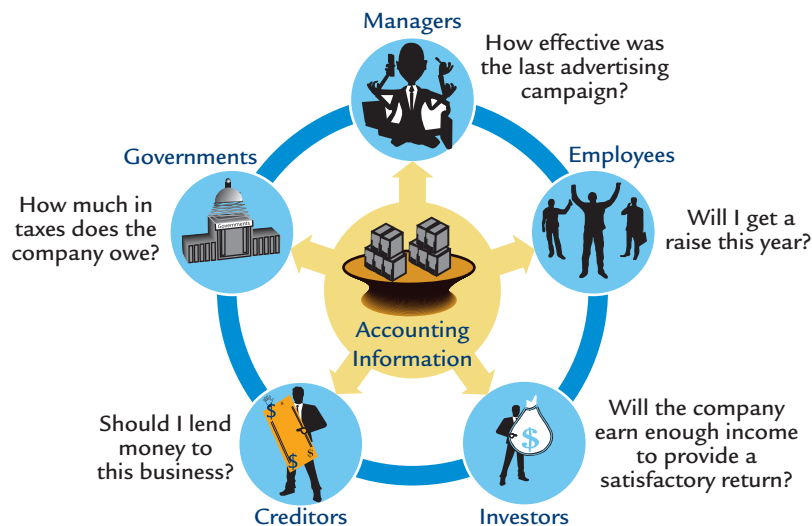 Managers
How effective was
the last advertising
campaign?
Governments
Governments
How much in
taxes does the
company owe?
Employees
Will I get a
raise this year?
Accounting
Information
Should I lend
money to
this business?
$
$
$
Creditors
Will the company
earn enough income
to provide a
satisfactory return?
$
Investors